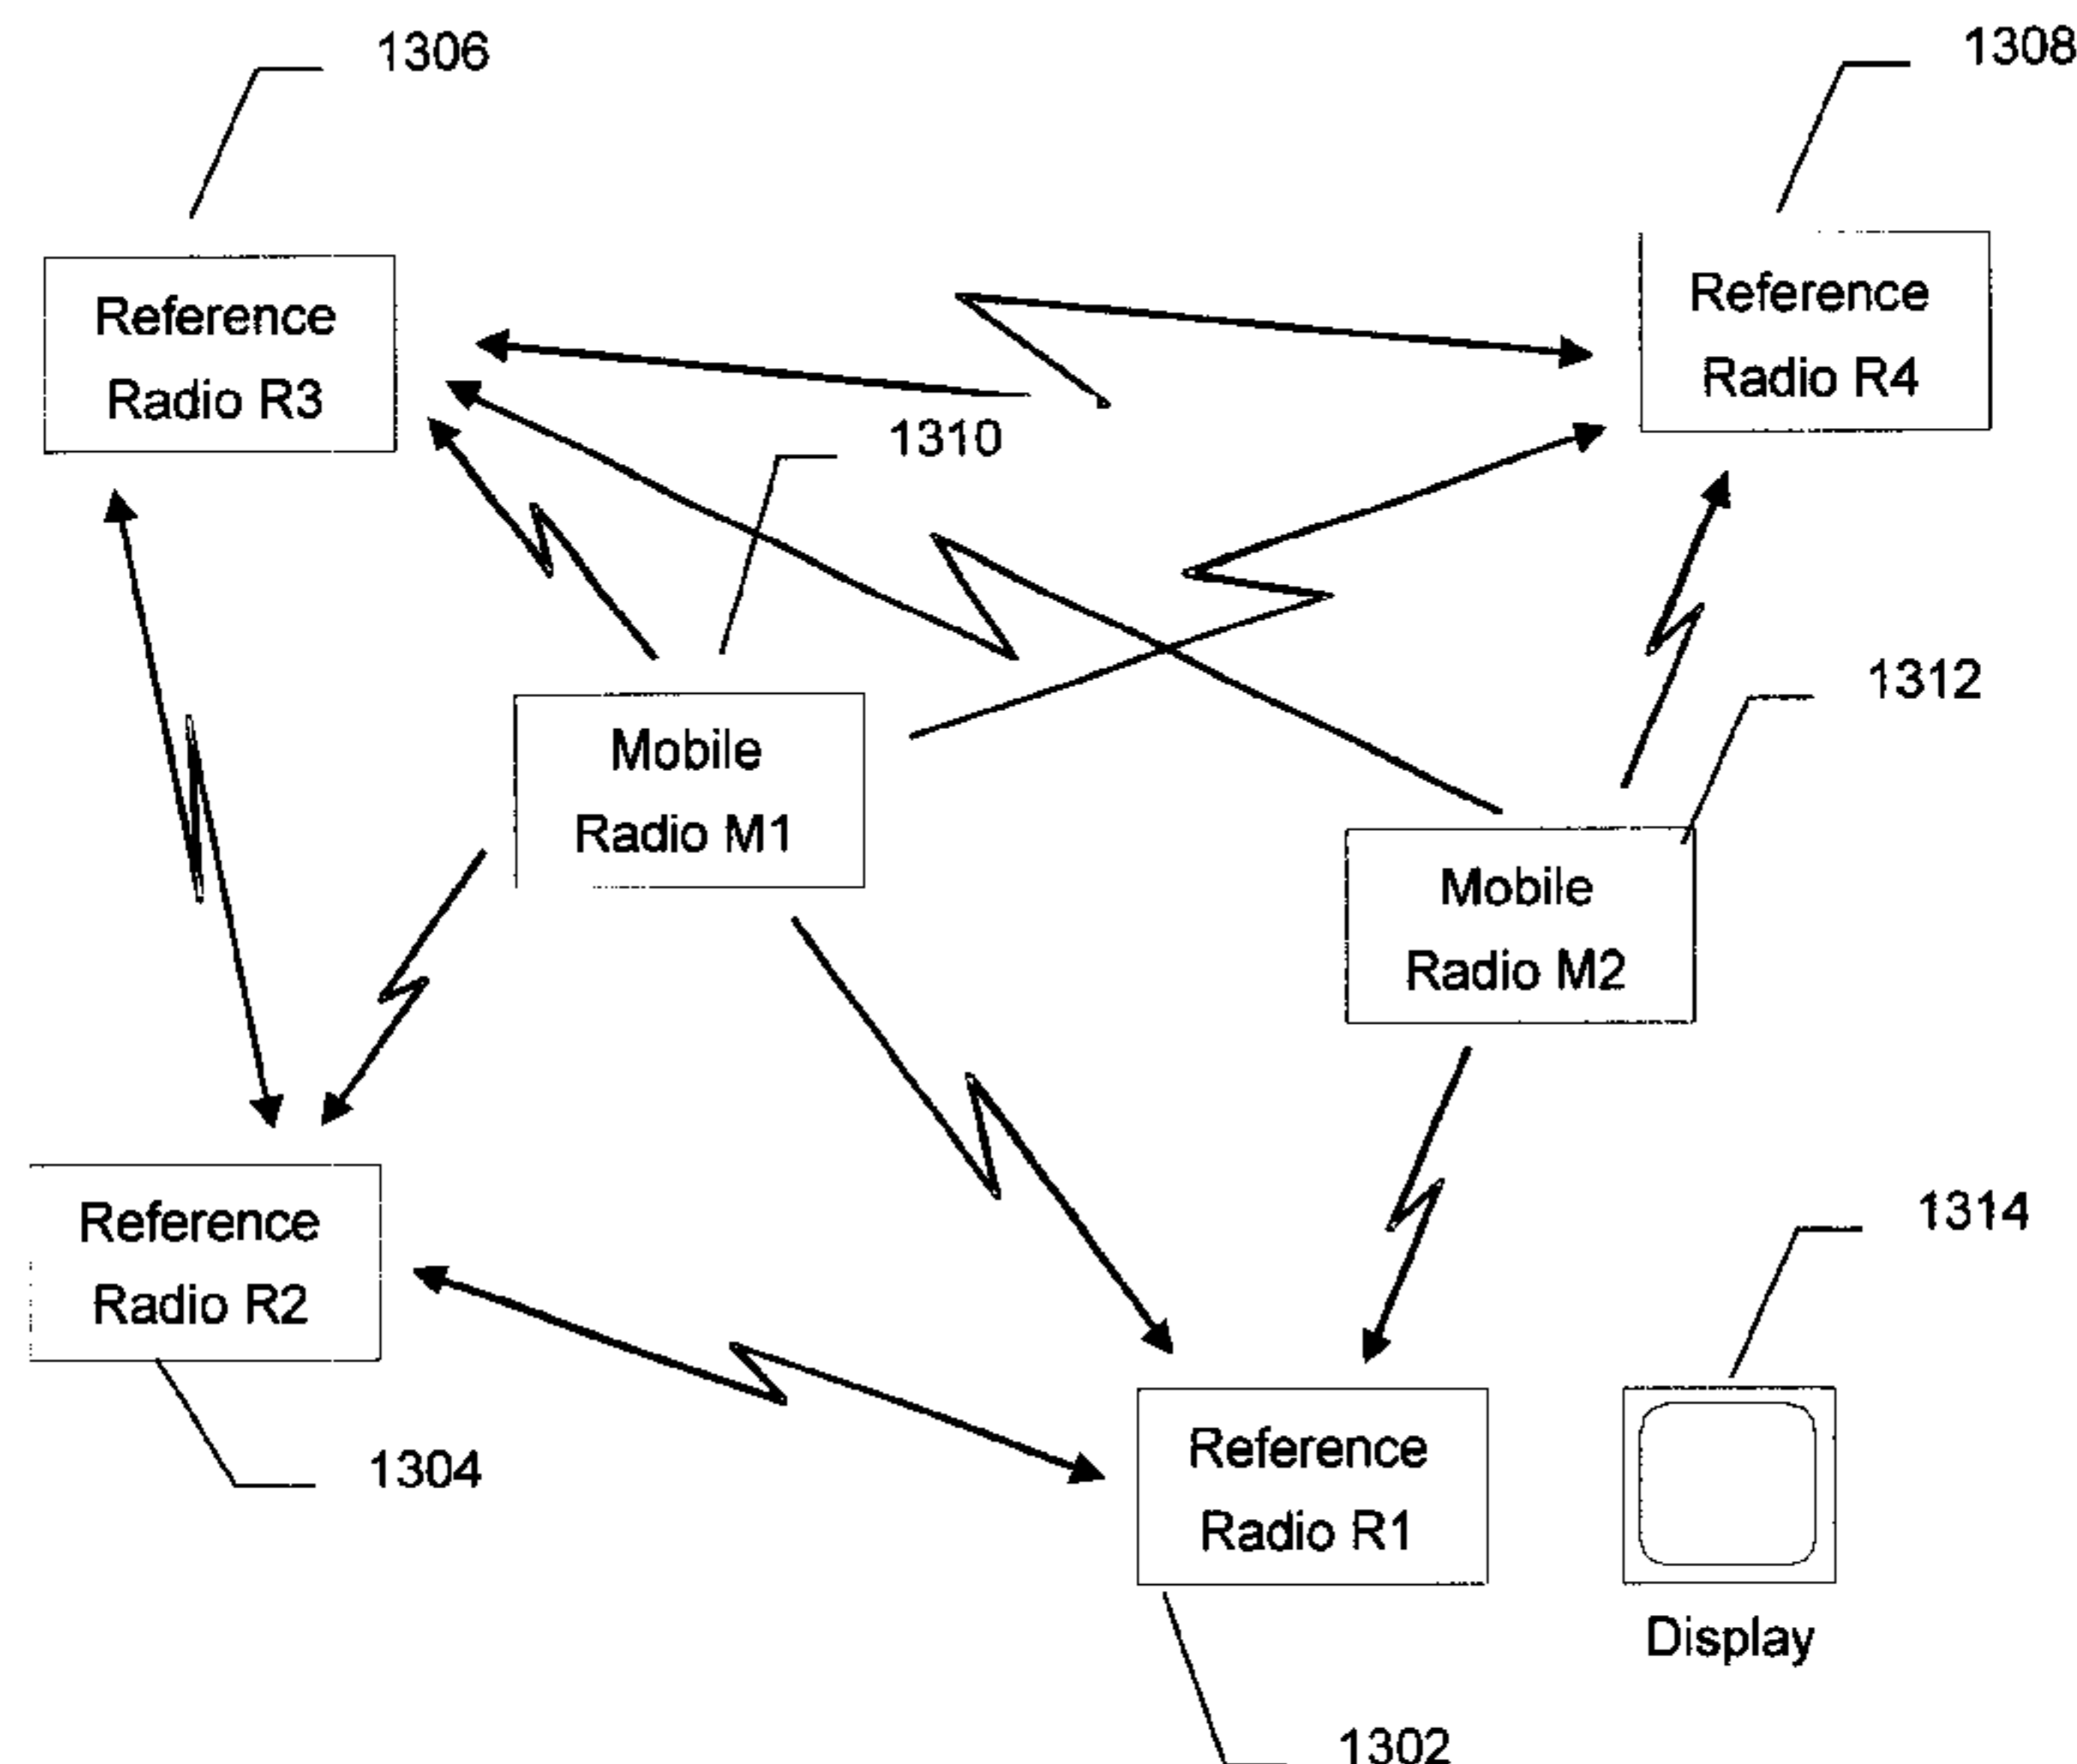 1306
1308
Reference
Radio R3
Reference
Radio R4
1310
1312
Mobile
Radio M1
Mobile
Radio M2
1314
Reference
Radio R2
1304
Reference
Radio R1
Display
1302